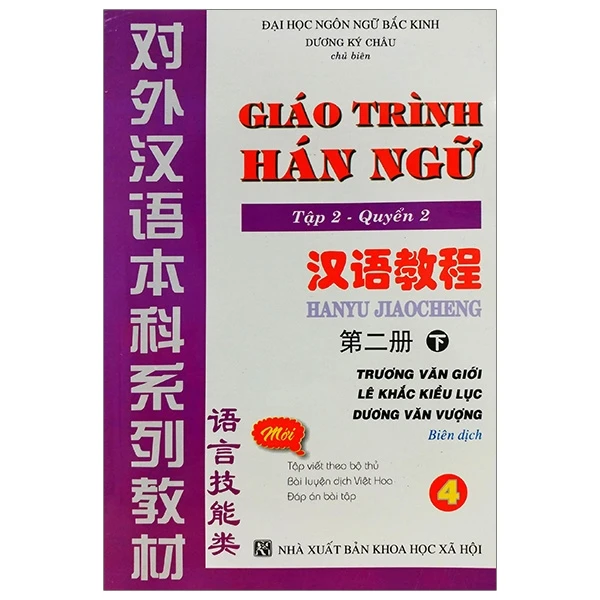 对外汉语本科系列教材
ĐẠI HỌC NGÔN NGỮ BẮC KINH
DƯƠNG KÝ CHÂU
chủ biên
GIÁO TRÌNH
HÁN NGỮ
Tập 2 - Quyển 2
汉语教程
HANYU JIAOCHENG
第二册 下
TRƯƠNG VĂN GIỚI
LÊ KHẮC KIỀU LỤC
DƯƠNG VĂN VƯỢNG
Biên dịch
语言技能类
Mới
Tập viết theo bộ thủ
Bài luyện dịch Việt Hoa
Đáp án bài tập
4
NHÀ XUẤT BẢN KHOA HỌC XÃ HỘI